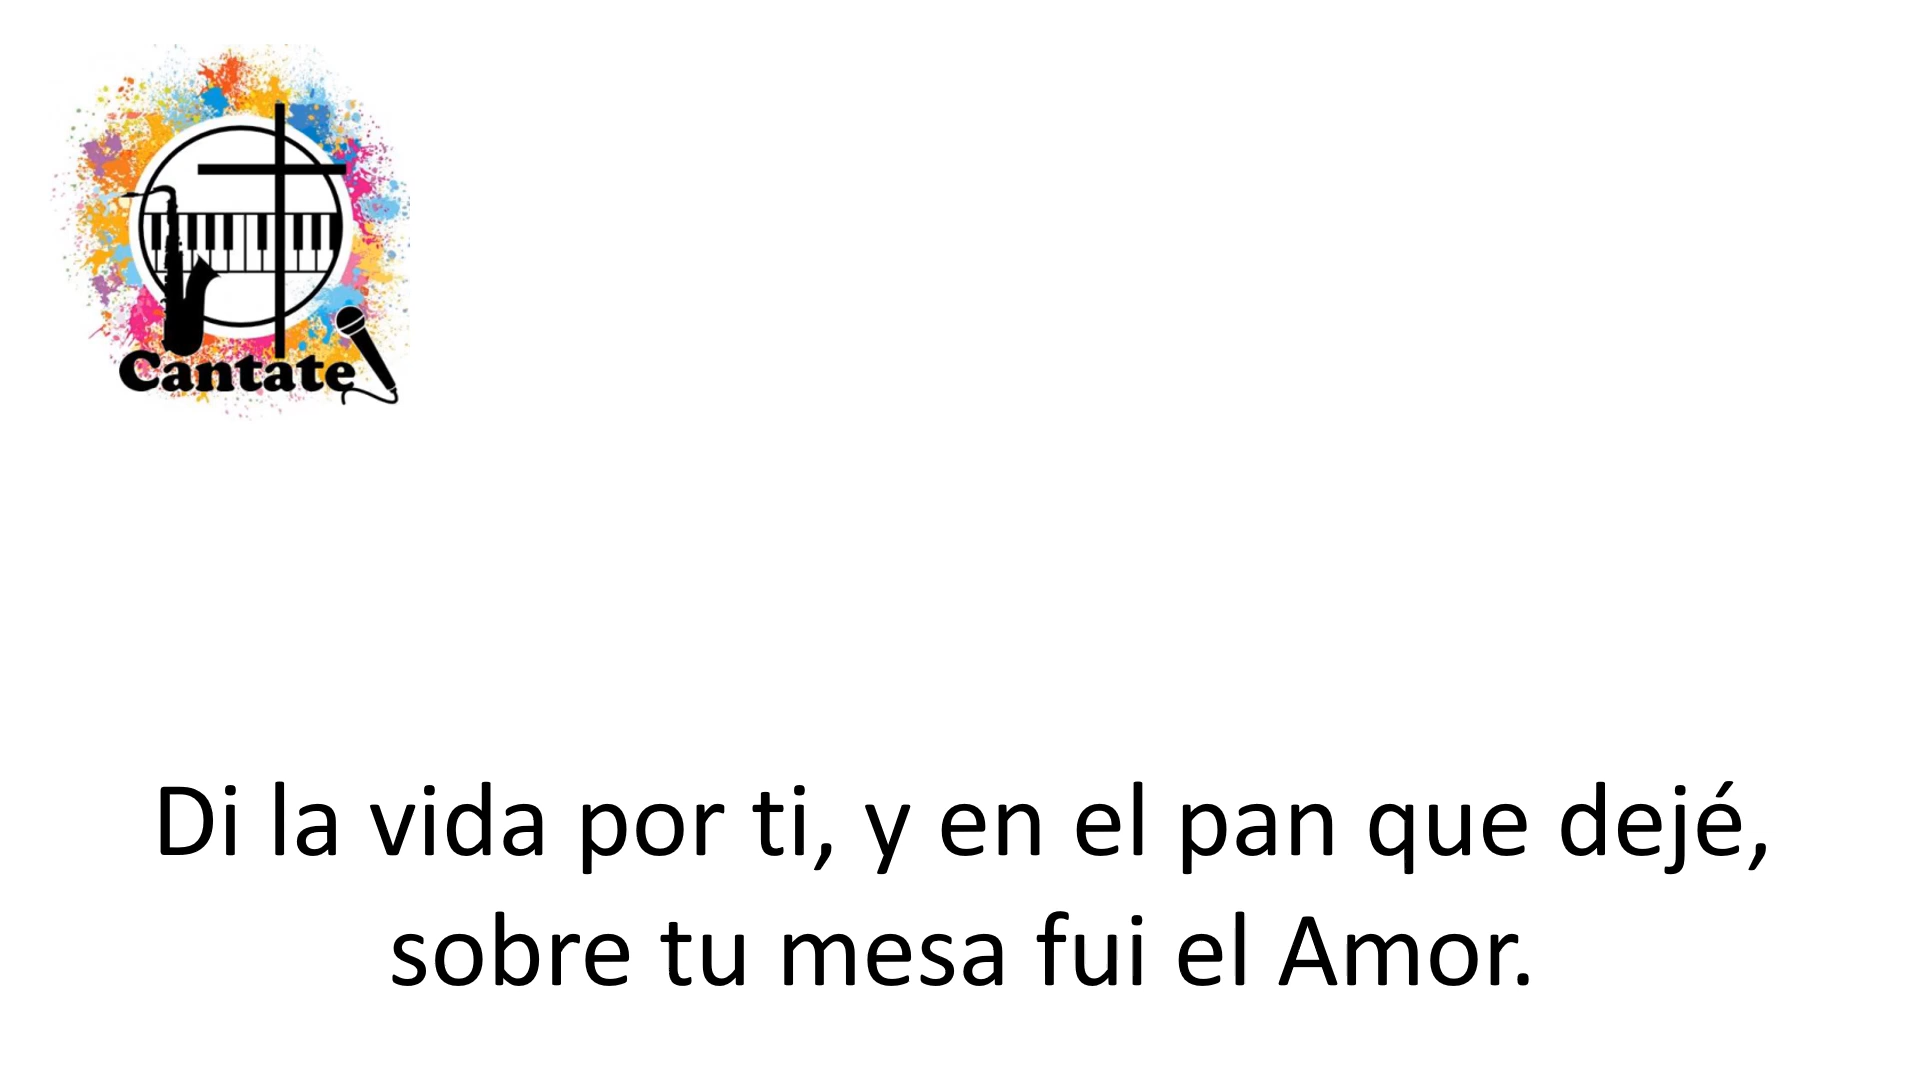 Cantate
Di la vida por ti, y en el pan que dejé,
sobre tu mesa fui el Amor.